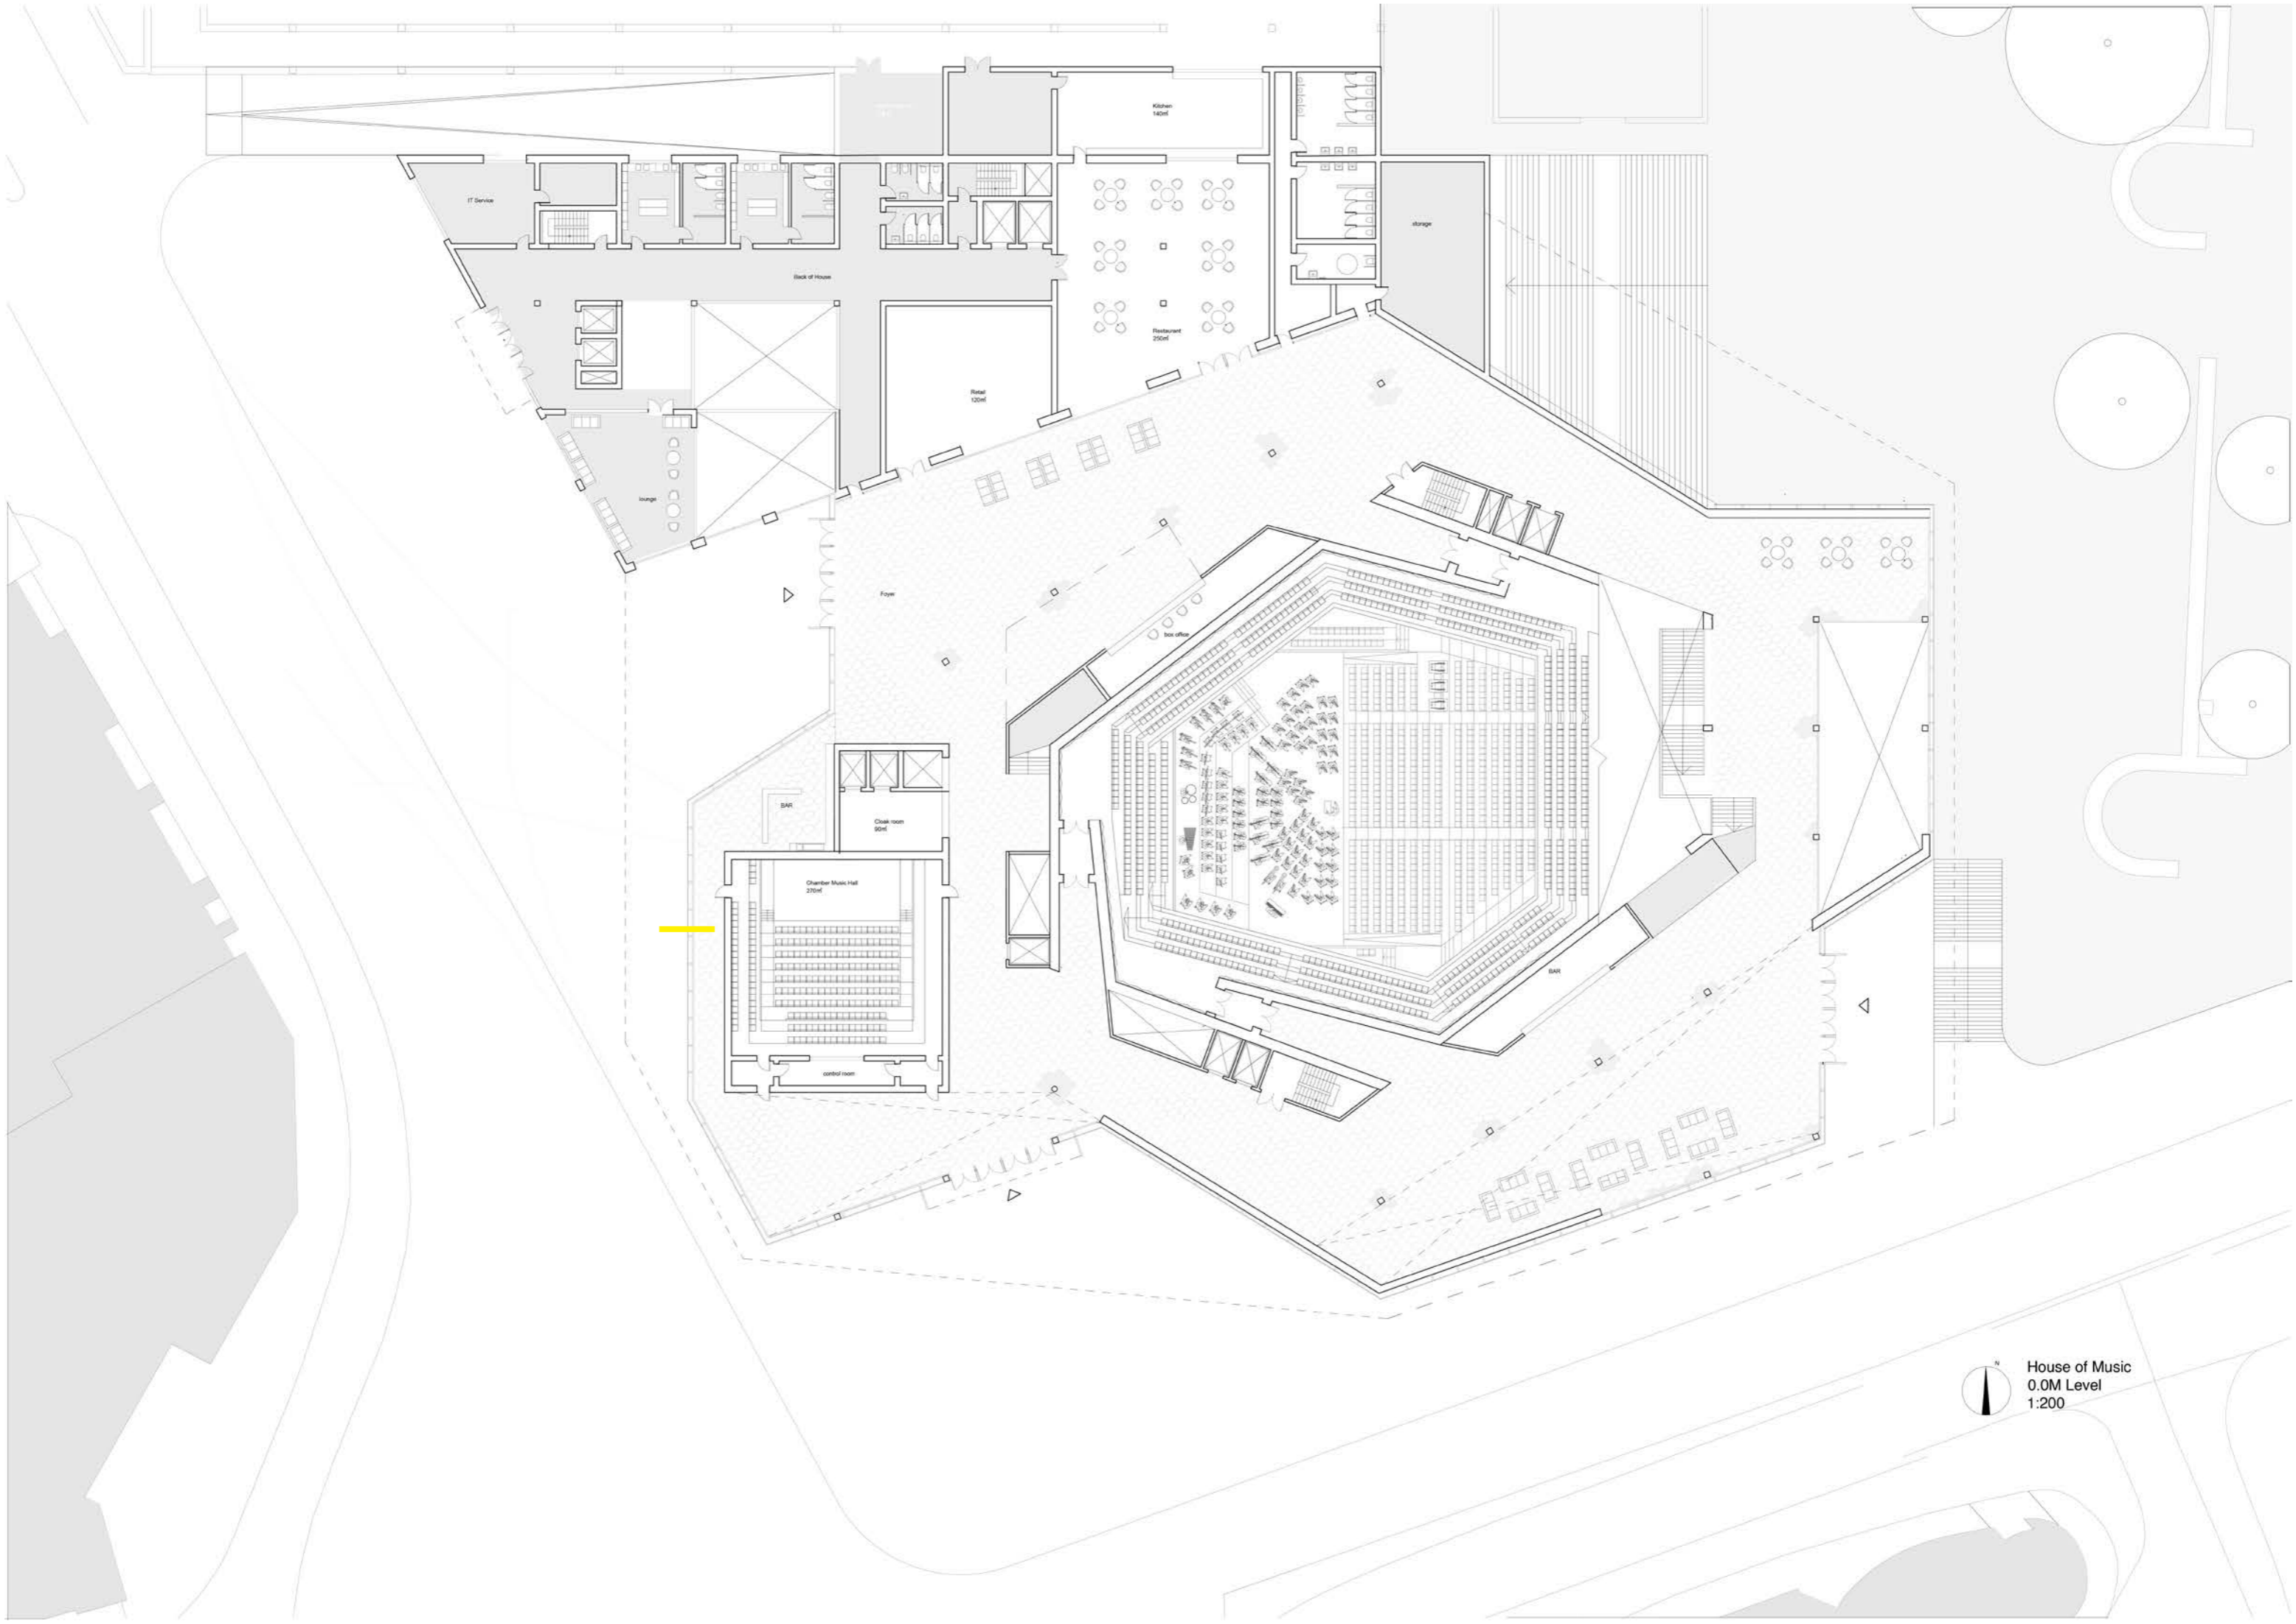 Kitchen
140㎡
IT Service
storage
Back of House
Restaurant
250㎡
Retail
120㎡
lounge
Foyer
box office
BAR
Cloak room
90㎡
Chamber Music Hall
270㎡
BAR
control room
N
House of Music
0.0M Level
1:200